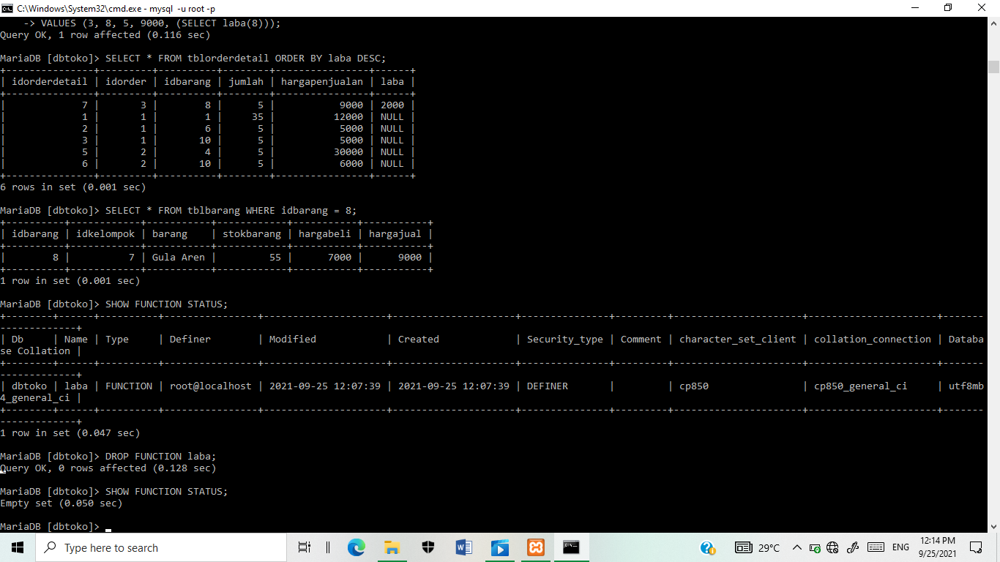 C:\Windows\System32\cmd.exe - mysql  -u root -p
    -> VALUES (3, 8, 5, 9000, (SELECT laba(8)));
Query OK, 1 row affected (0.116 sec)
MariaDB [dbtoko]> SELECT * FROM tblorderdetail ORDER BY laba DESC;
+---------------+---------+----------+--------+----------------+------+
| idorderdetail | idorder | idbarang | jumlah | hargapenjualan | laba |
+---------------+---------+----------+--------+----------------+------+
|             7 |       3 |        8 |      5 |           9000 | 2000 |
|             1 |       1 |        1 |     35 |          12000 | NULL |
|             2 |       1 |        6 |      5 |           5000 | NULL |
|             3 |       1 |       10 |      5 |           5000 | NULL |
|             5 |       2 |        4 |      5 |          30000 | NULL |
|             6 |       2 |       10 |      5 |           6000 | NULL |
+---------------+---------+----------+--------+----------------+------+
6 rows in set (0.001 sec)
MariaDB [dbtoko]> SELECT * FROM tblbarang WHERE idbarang = 8;
+----------+------------+-----------+------------+----------+-----------+
| idbarang | idkelompok | barang    | stokbarang | hargabeli | hargajual |
+----------+------------+-----------+------------+----------+-----------+
|        8 |          7 | Gula Aren |         55 |      7000 |      9000 |
+----------+------------+-----------+------------+----------+-----------+
1 row in set (0.001 sec)
MariaDB [dbtoko]> SHOW FUNCTION STATUS;
+--------+------+----------+----------------+---------------------+---------------------+---------------+---------+----------------------+----------------------+-------
-------------+
| Db     | Name | Type     | Definer        | Modified            | Created             | Security_type | Comment | character_set_client | collation_connection | Databa
se Collation |
+--------+------+----------+----------------+---------------------+---------------------+---------------+---------+----------------------+----------------------+-------
-------------+
| dbtoko | laba | FUNCTION | root@localhost | 2021-09-25 12:07:39 | 2021-09-25 12:07:39 | DEFINER       |         | cp850                | cp850_general_ci     | utf8mb
4_general_ci |
+--------+------+----------+----------------+---------------------+---------------------+---------------+---------+----------------------+----------------------+-------
-------------+
1 row in set (0.047 sec)
MariaDB [dbtoko]> DROP FUNCTION laba;
Query OK, 0 rows affected (0.128 sec)
MariaDB [dbtoko]> SHOW FUNCTION STATUS;
Empty set (0.050 sec)
MariaDB [dbtoko]>
Type here to search
29°C
ENG
12:14 PM
9/25/2021